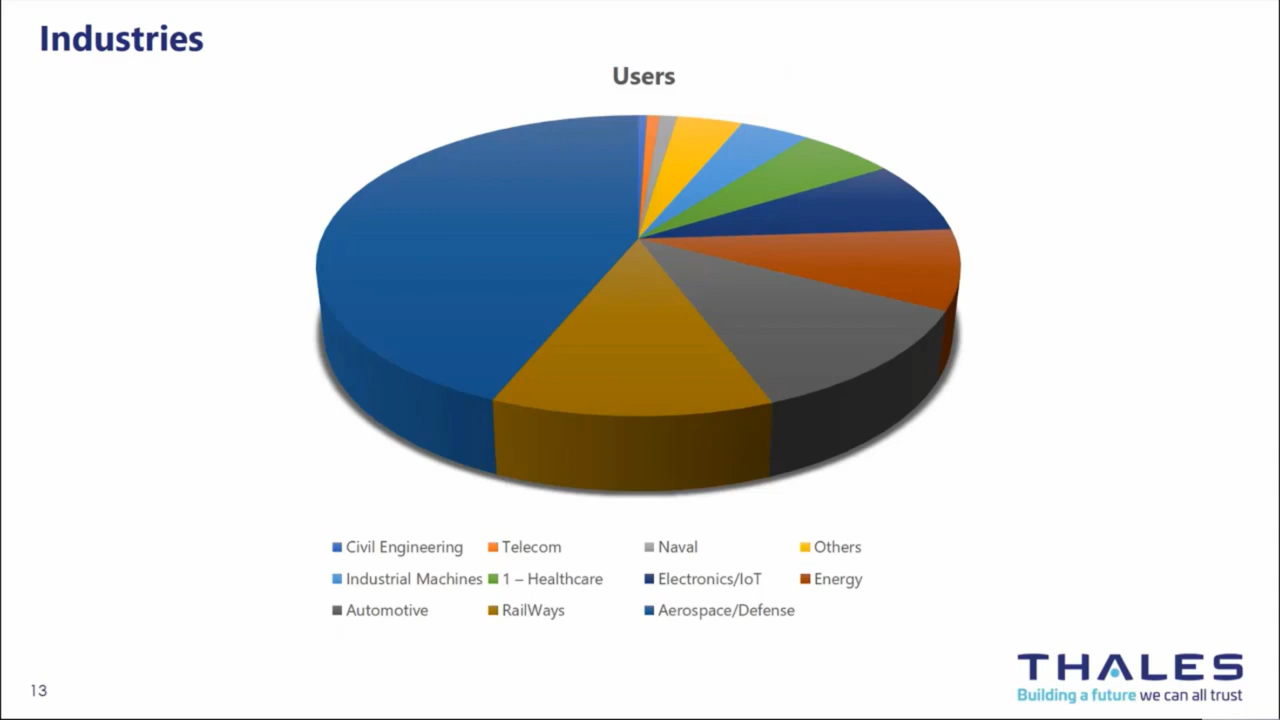 Industries
Users
Civil Engineering Telecom Naval Others
Industrial Machines 1 – Healthcare Electronics/IoT Energy
Automotive RailWays Aerospace/Defense
THALES
Building a future we can all trust
13